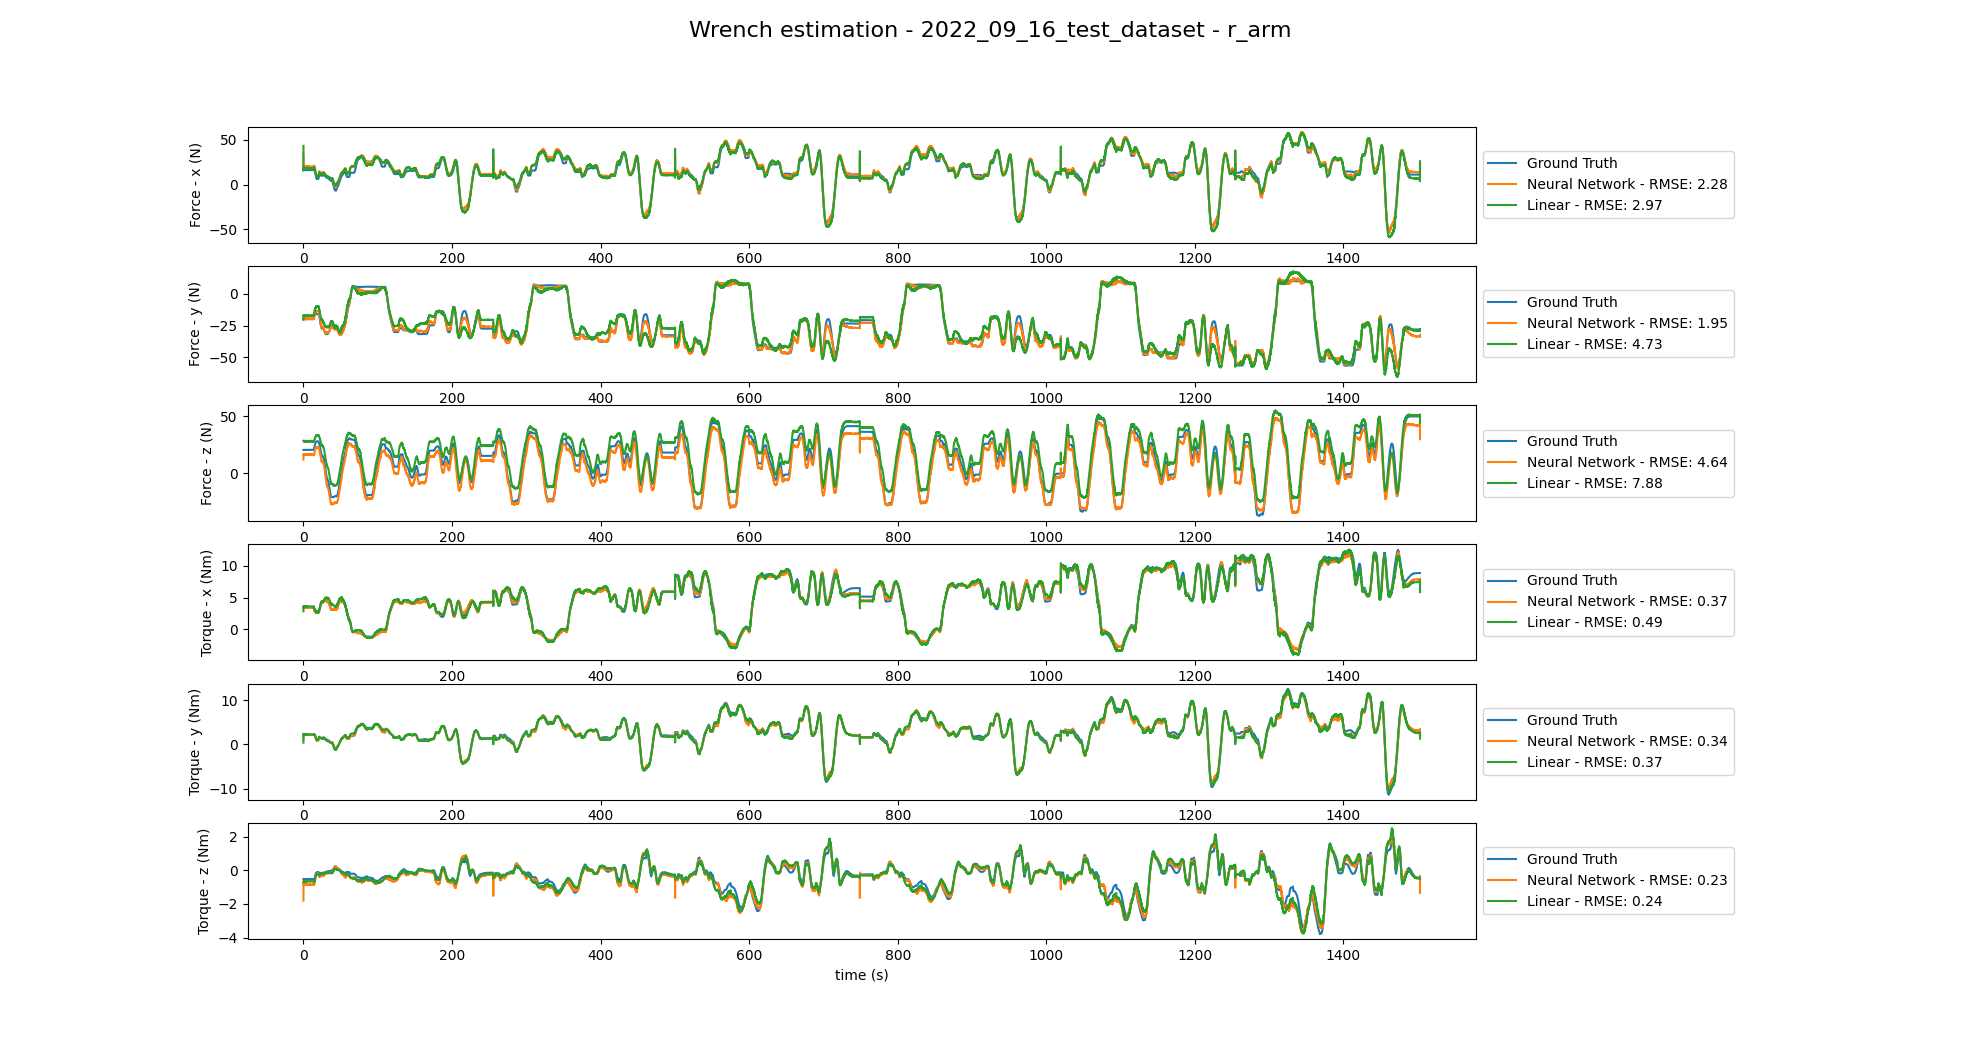 Wrench estimation - 2022_09_16_test_dataset - r_arm
Force - x (N)
50
0
−50
0 200 400 600 800 1000 1200 1400
Ground Truth
Neural Network - RMSE: 2.28
Linear - RMSE: 2.97
Force - y (N)
0
−25
−50
0 200 400 600 800 1000 1200 1400
Ground Truth
Neural Network - RMSE: 1.95
Linear - RMSE: 4.73
Force - z (N)
50
0
0 200 400 600 800 1000 1200 1400
Ground Truth
Neural Network - RMSE: 4.64
Linear - RMSE: 7.88
Torque - x (Nm)
10
5
0
0 200 400 600 800 1000 1200 1400
Ground Truth
Neural Network - RMSE: 0.37
Linear - RMSE: 0.49
Torque - y (Nm)
10
0
−10
0 200 400 600 800 1000 1200 1400
Ground Truth
Neural Network - RMSE: 0.34
Linear - RMSE: 0.37
Torque - z (Nm)
2
0
−2
−4
0 200 400 600 800 1000 1200 1400
Ground Truth
Neural Network - RMSE: 0.23
Linear - RMSE: 0.24
time (s)